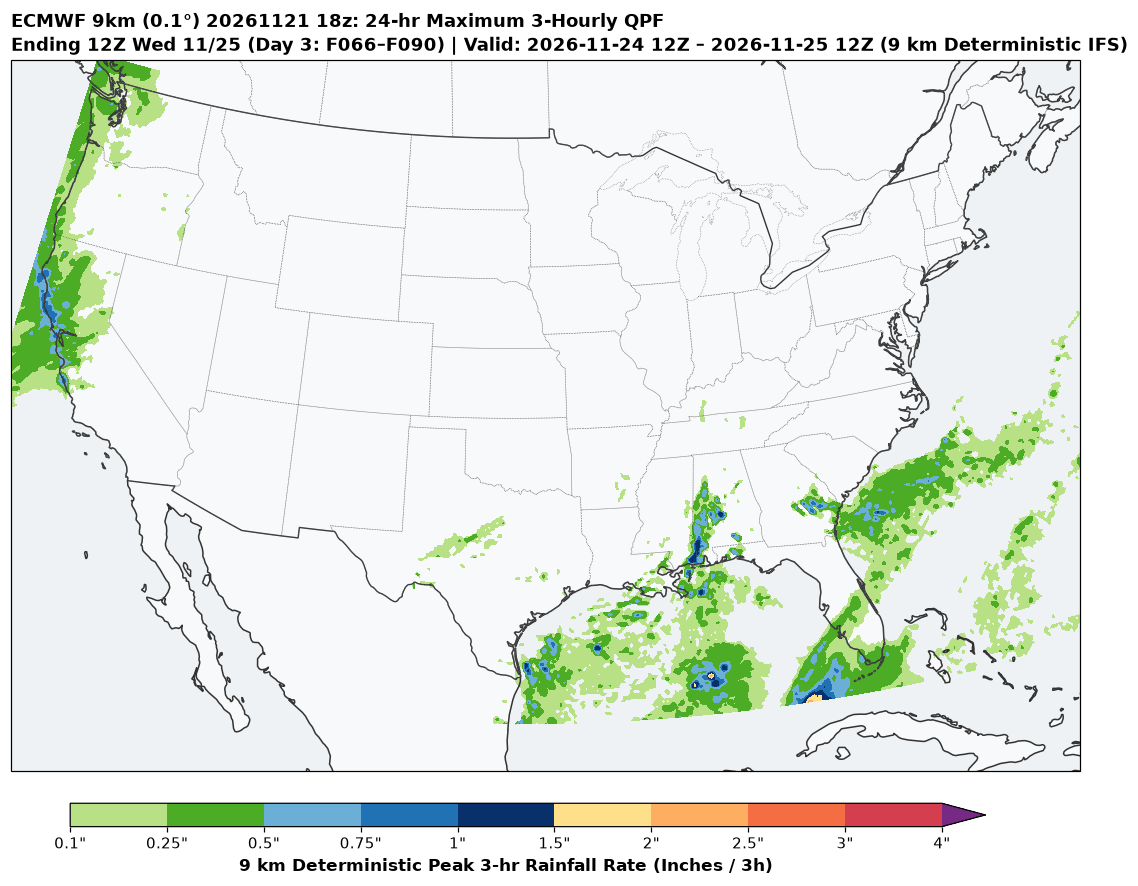 ECMWF 9km (0.1°) 20261121 18z: 24-hr Maximum 3-Hourly QPF
Ending 12Z Wed 11/25 (Day 3: F066–F090) | Valid: 2026-11-24 12Z – 2026-11-25 12Z (9 km Deterministic IFS)
0.1" 0.25" 0.5" 0.75" 1" 1.5" 2" 2.5" 3" 4"
9 km Deterministic Peak 3-hr Rainfall Rate (Inches / 3h)